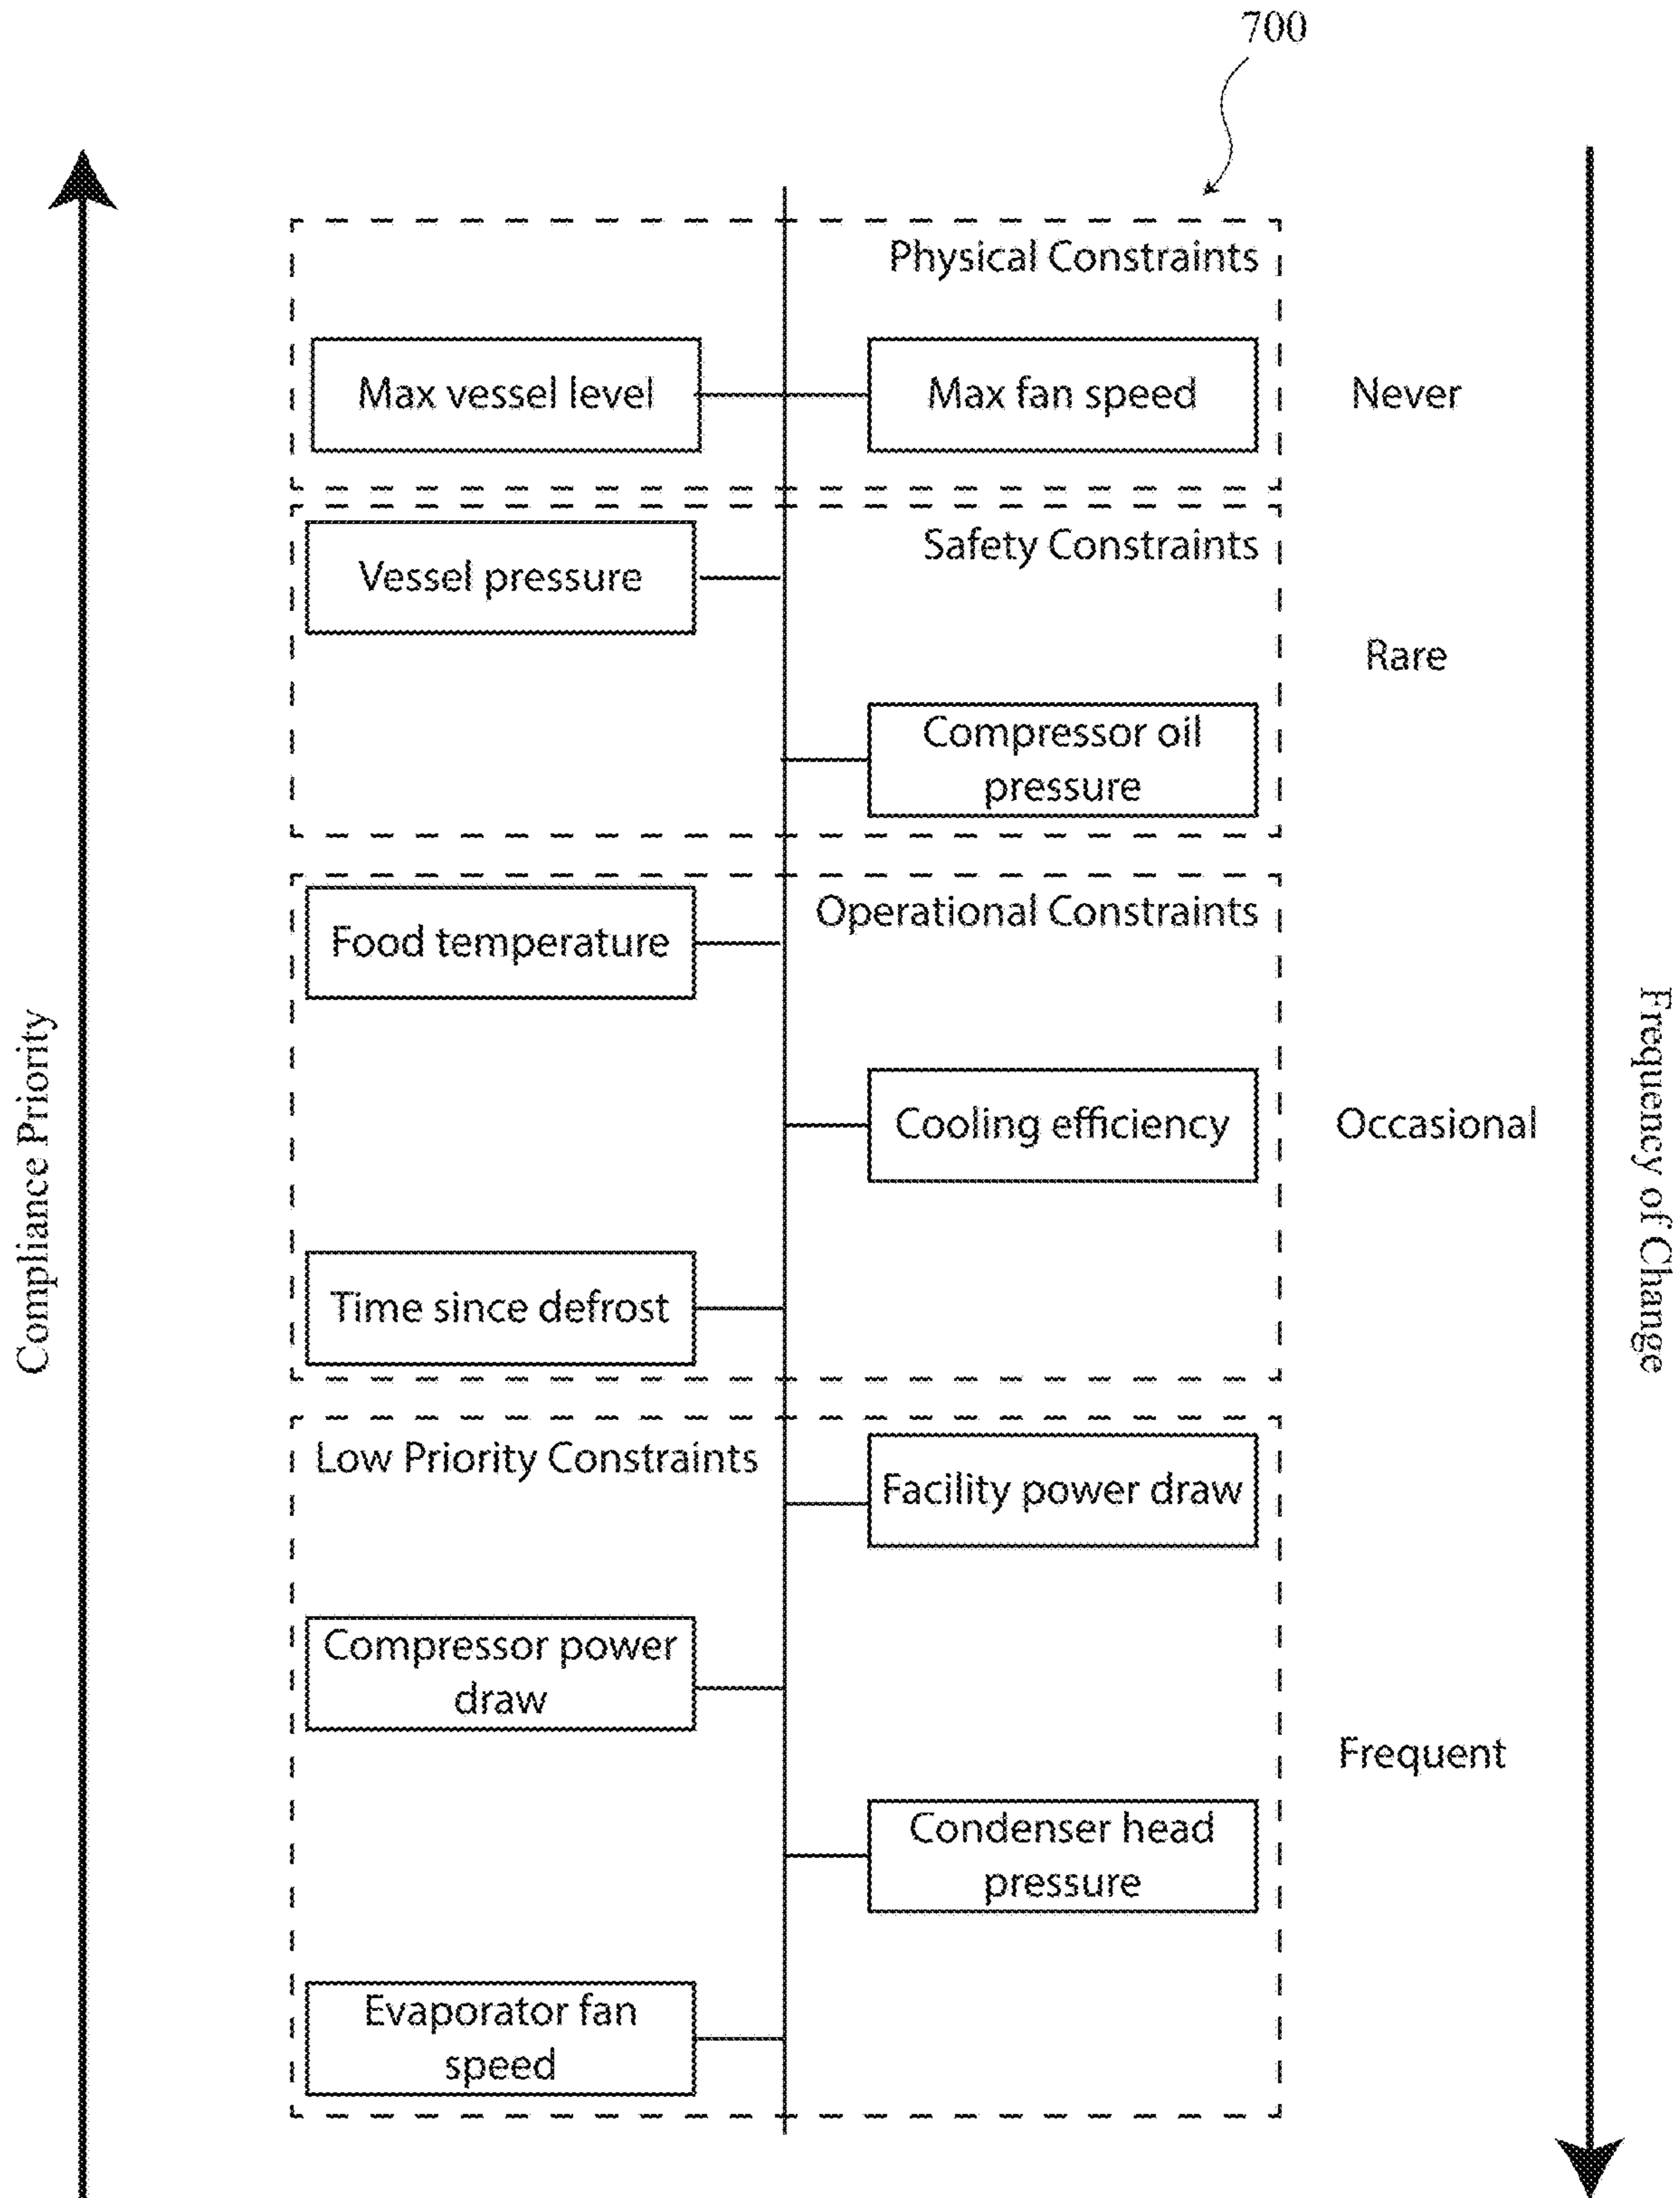 700
Physical Constraints
Max vessel level
Max fan speed
Never
Safety Constraints
Vessel pressure
Rare
Compressor oil
pressure
Operational Constraints
Food temperature
Cooling efficiency
Occasional
Time since defrost
Low Priority Constraints
Facility power draw
Compressor power
draw
Frequent
Condenser head
pressure
Evaporator fan
speed
Compliance Priority
Frequency of Change